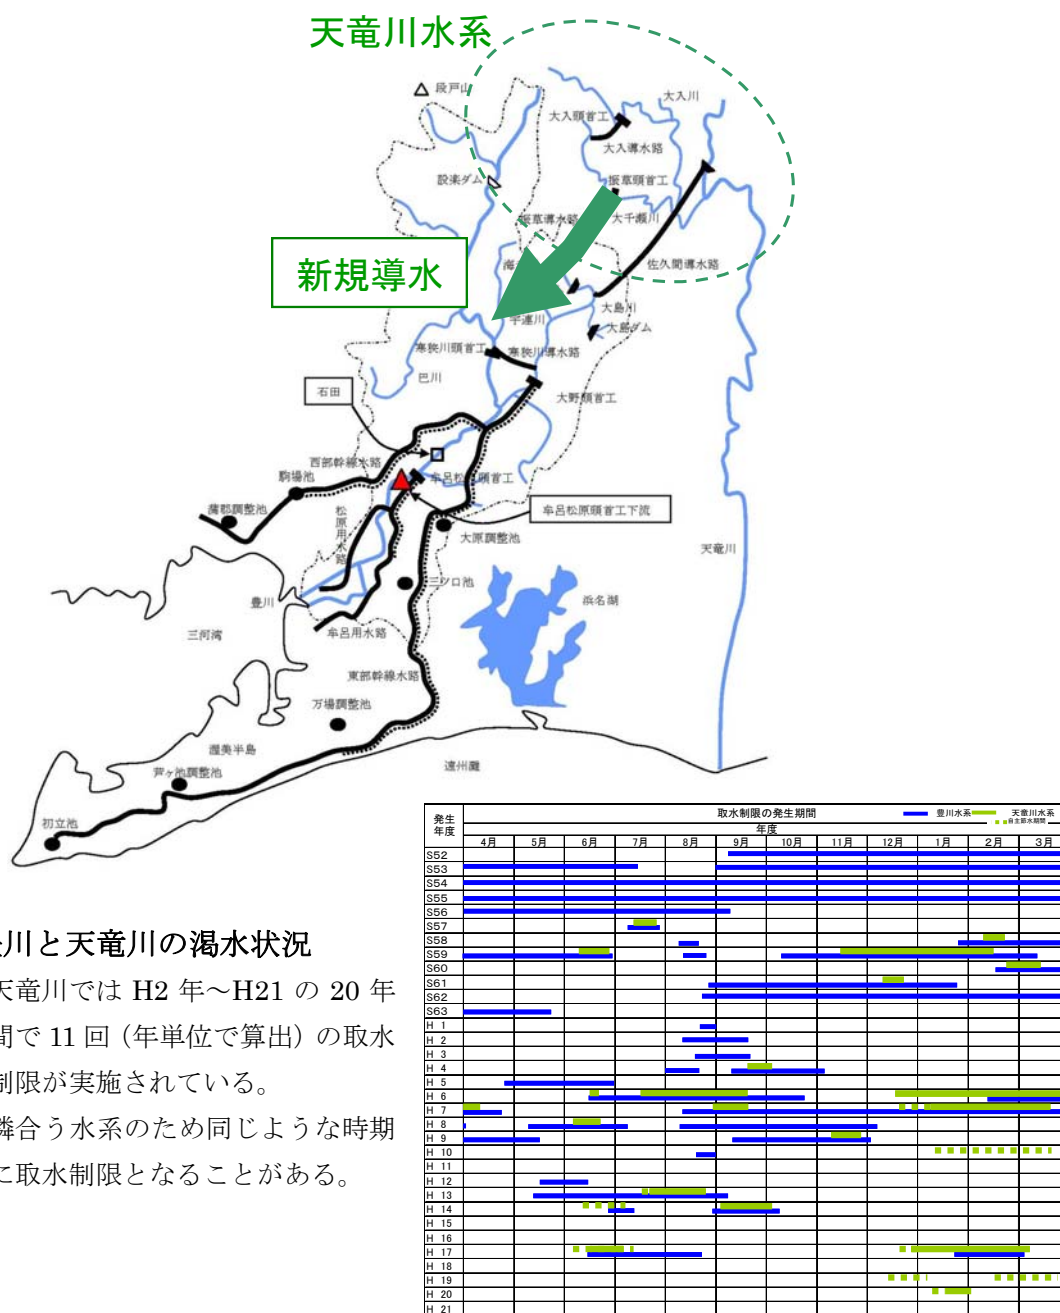 天竜川水系
段戸山
大入川
大入頭首工
大入導水路
設楽ダム
振草頭首工
振草導水路
大千瀬川
新規導水
佐久間導水路
大島川
宇連川
大島ダム
寒狭川頭首工
寒狭川導水路
巴川
石田
大野頭首工
西部幹線水路
駒場池
牟呂松原頭首工
蒲郡調整池
松原用水路
牟呂松原頭首工下流
大原調整池
天竜川
三ツ口池
豊川
浜名湖
三河湾
牟呂用水路
東部幹線水路
万場調整池
渥美半島
遠州灘
芦ヶ池調整池
初立池
川と天竜川の渇水状況
天竜川では H2 年～H21 の 20 年
間で 11 回（年単位で算出）の取水
制限が実施されている。
隣合う水系のため同じような時期
に取水制限となることがある。
発生年度
取水制限の発生期間
豊川水系
天竜川水系
自主節水期間
年度
4月 5月 6月 7月 8月 9月 10月 11月 12月 1月 2月 3月
S52
S53
S54
S55
S56
S57
S58
S59
S60
S61
S62
S63
H 1
H 2
H 3
H 4
H 5
H 6
H 7
H 8
H 9
H 10
H 11
H 12
H 13
H 14
H 15
H 16
H 17
H 18
H 19
H 20
H 21